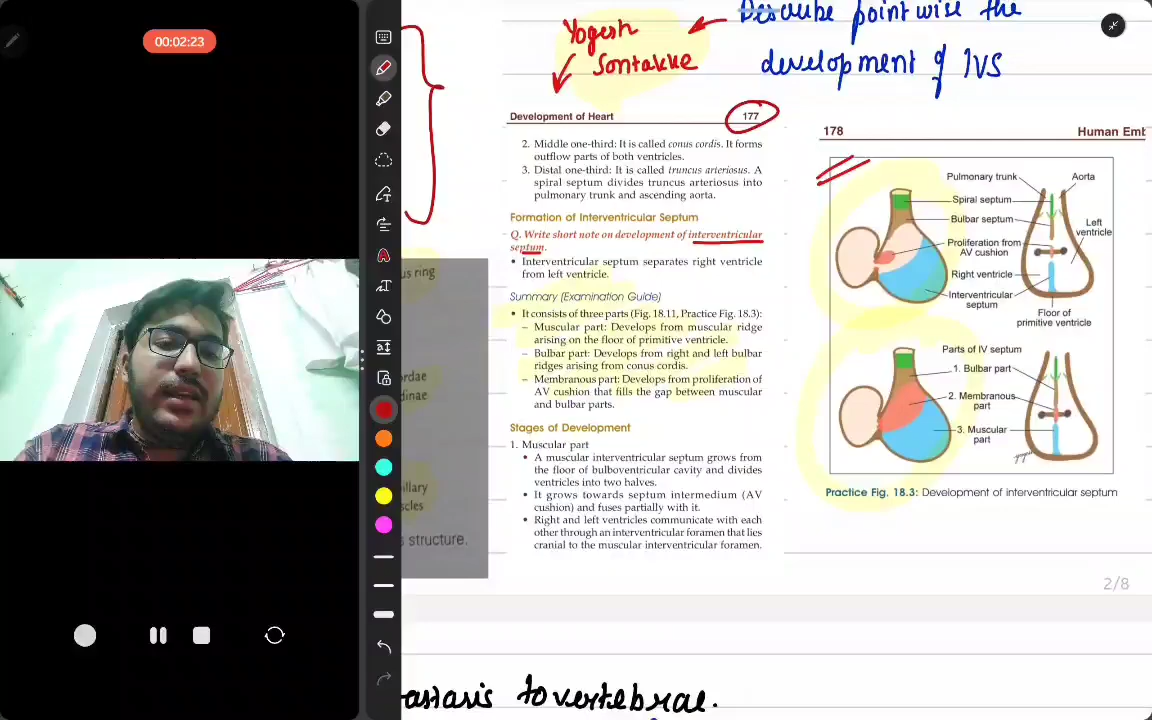 00:02:23
Yogesh
Sontakke
Describe point wise the
development of IVS
Development of Heart 177
2. Middle one-third: It is called conus cordis. It forms
outflow parts of both ventricles.
3. Distal one-third: It is called truncus arteriosus. A
spiral septum divides truncus arteriosus into
pulmonary trunk and ascending aorta.
Formation of Interventricular Septum
Q. Write short note on development of interventricular
septum.
• Interventricular septum separates right ventricle
from left ventricle.
Summary (Examination Guide)
• It consists of three parts (Fig. 18.11, Practice Fig. 18.3):
– Muscular part: Develops from muscular ridge
arising on the floor of primitive ventricle.
– Bulbar part: Develops from right and left bulbar
ridges arising from conus cordis.
– Membranous part: Develops from proliferation of
AV cushion that fills the gap between muscular
and bulbar parts.
Stages of Development
1. Muscular part
• A muscular interventricular septum grows from
the floor of bulboventricular cavity and divides
ventricles into two halves.
• It grows towards septum intermedium (AV
cushion) and fuses partially with it.
• Right and left ventricles communicate with each
other through an interventricular foramen that lies
cranial to the muscular interventricular foramen.
us ring
ordae
dinae
illary
scles
structure.
178 Human Emb
Pulmonary trunk
Aorta
Spiral septum
Bulbar septum
Left
ventricle
Proliferation from
AV cushion
Right ventricle
Interventricular
septum
Floor of
primitive ventricle
Parts of IV septum
1. Bulbar part
2. Membranous
part
3. Muscular
part
Practice Fig. 18.3: Development of interventricular septum
2/8
astasis to vertebrae.